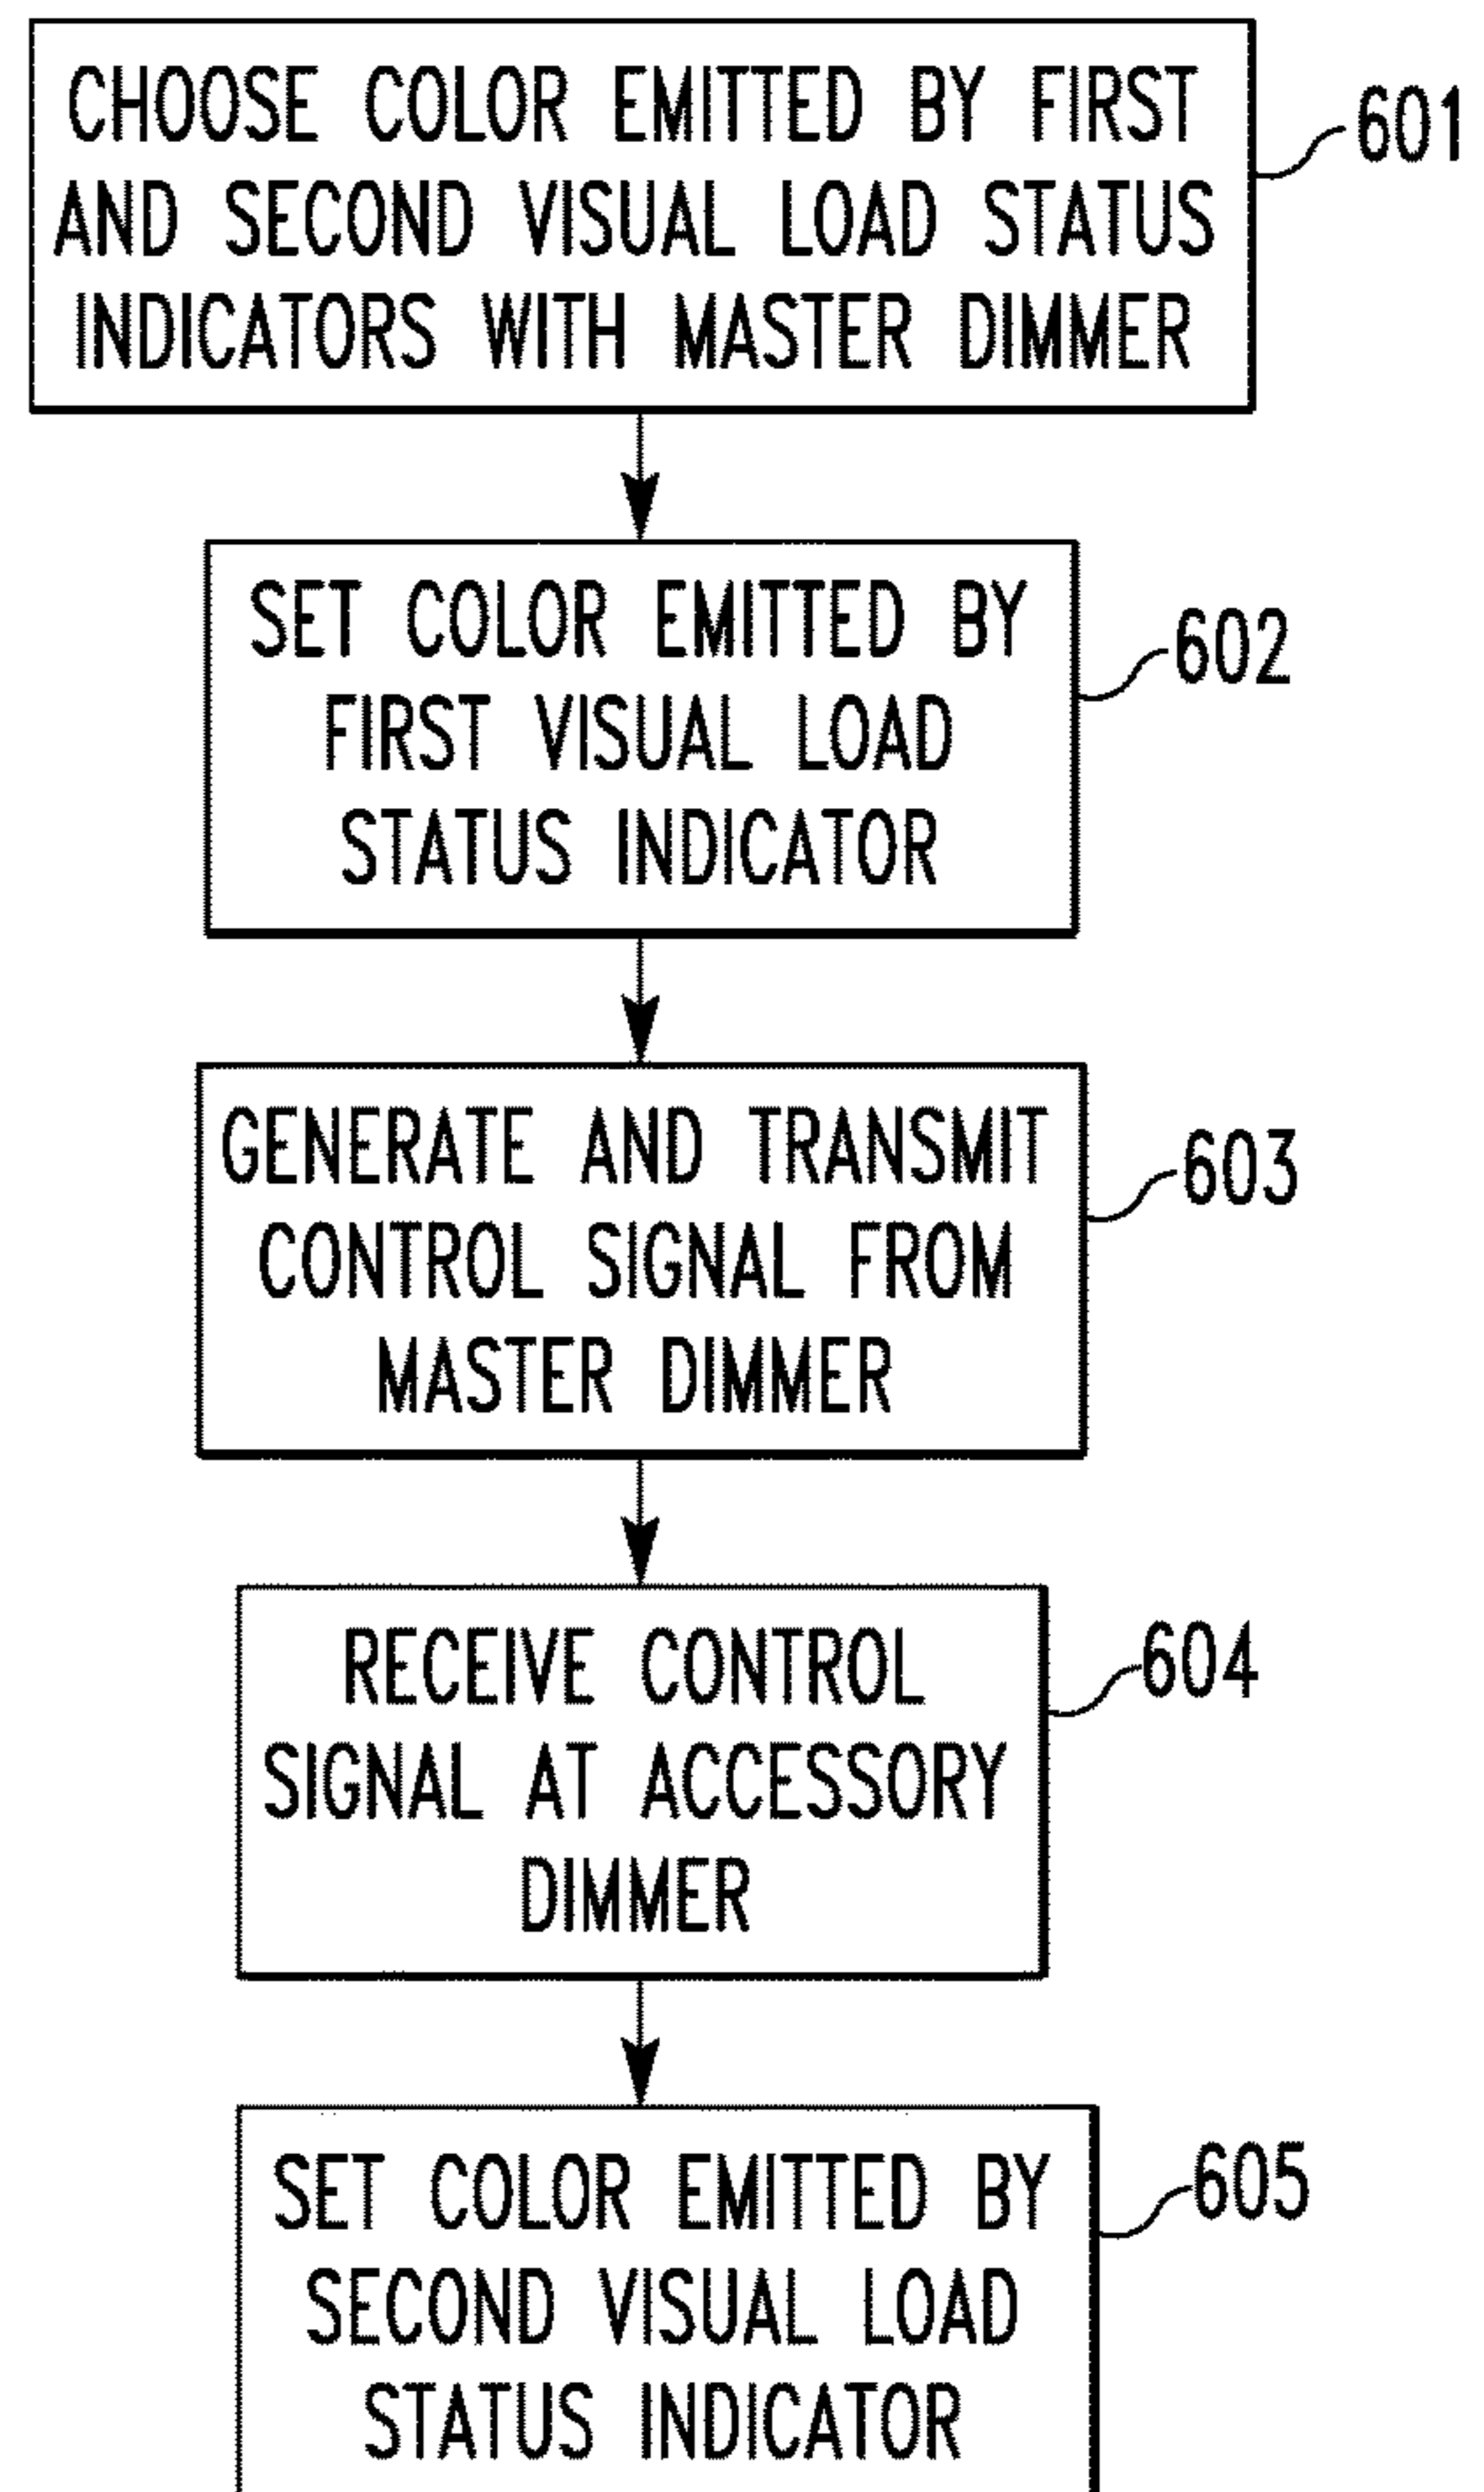 CHOOSE COLOR EMITTED BY FIRST
AND SECOND VISUAL LOAD STATUS
INDICATORS WITH MASTER DIMMER
601
SET COLOR EMITTED BY
FIRST VISUAL LOAD
STATUS INDICATOR
602
GENERATE AND TRANSMIT
CONTROL SIGNAL FROM
MASTER DIMMER
603
RECEIVE CONTROL
SIGNAL AT ACCESSORY
DIMMER
604
SET COLOR EMITTED BY
SECOND VISUAL LOAD
STATUS INDICATOR
605